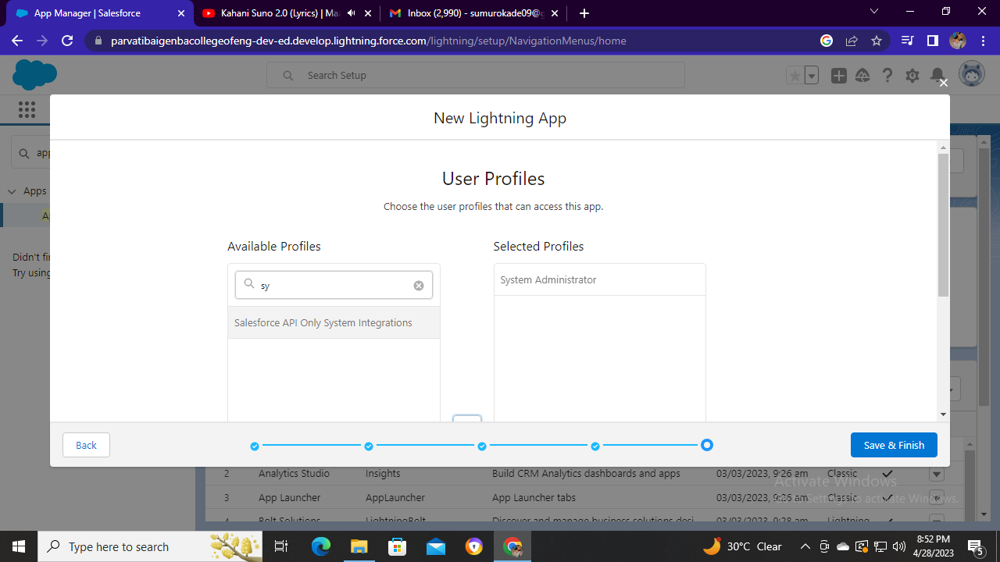 App Manager | Salesforce
Kahani Suno 2.0 (Lyrics) | Ma
Inbox (2,990) - sumurokade09@g
parvatibaigenbacollegeofeng-dev-ed.develop.lightning.force.com/lightning/setup/NavigationMenus/home
Search Setup
New Lightning App
app
User Profiles
Choose the user profiles that can access this app.
Apps
Didn't fi
Try using
Available Profiles
Selected Profiles
sy
System Administrator
Salesforce API Only System Integrations
Back
Save & Finish
2 Analytics Studio Insights Build CRM Analytics dashboards and apps 03/03/2023, 9:26 am Classic
3 App Launcher AppLauncher App Launcher tabs 03/03/2023, 9:26 am Classic
4 Bolt Solutions LightningBolt Discover and manage business solutions desi 03/03/2023, 9:28 am Lightning
Activate Windows
Go to Settings to activate Windows.
Type here to search
30°C Clear
8:52 PM
4/28/2023
5